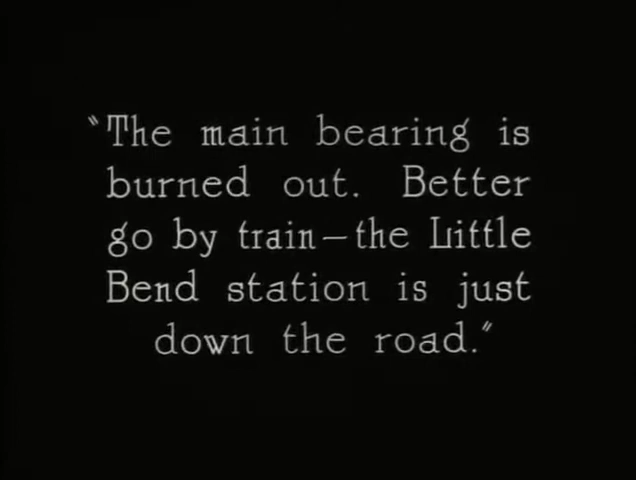 "The main bearing is
burned out. Better
go by train—the Little
Bend station is just
down the road."